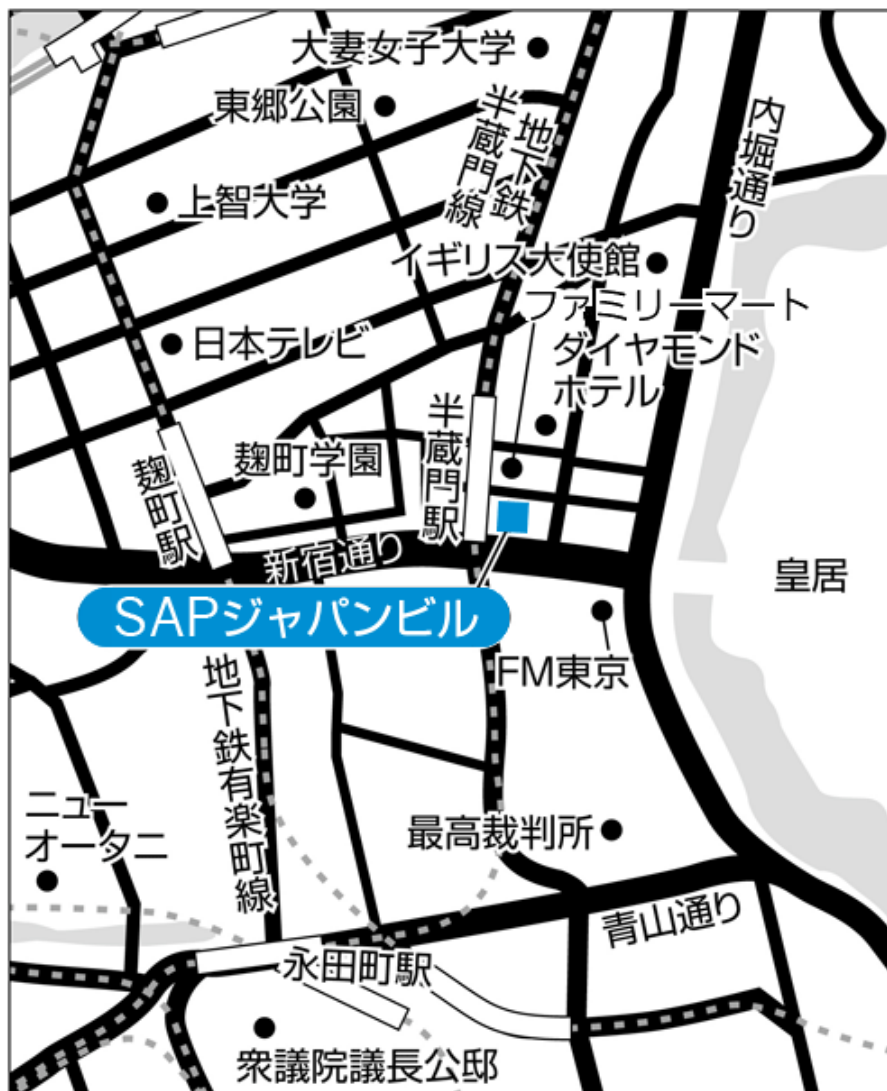 大妻女子大学
東郷公園
地下鉄
半蔵門線
内堀通り
上智大学
イギリス大使館
ファミリーマート
日本テレビ
ダイヤモンド
ホテル
半蔵門駅
麹町学園
麹町駅
新宿通り
皇居
SAPジャパンビル
FM東京
地下鉄有楽町線
ニュー
オータニ
最高裁判所
青山通り
永田町駅
衆議院議長公邸